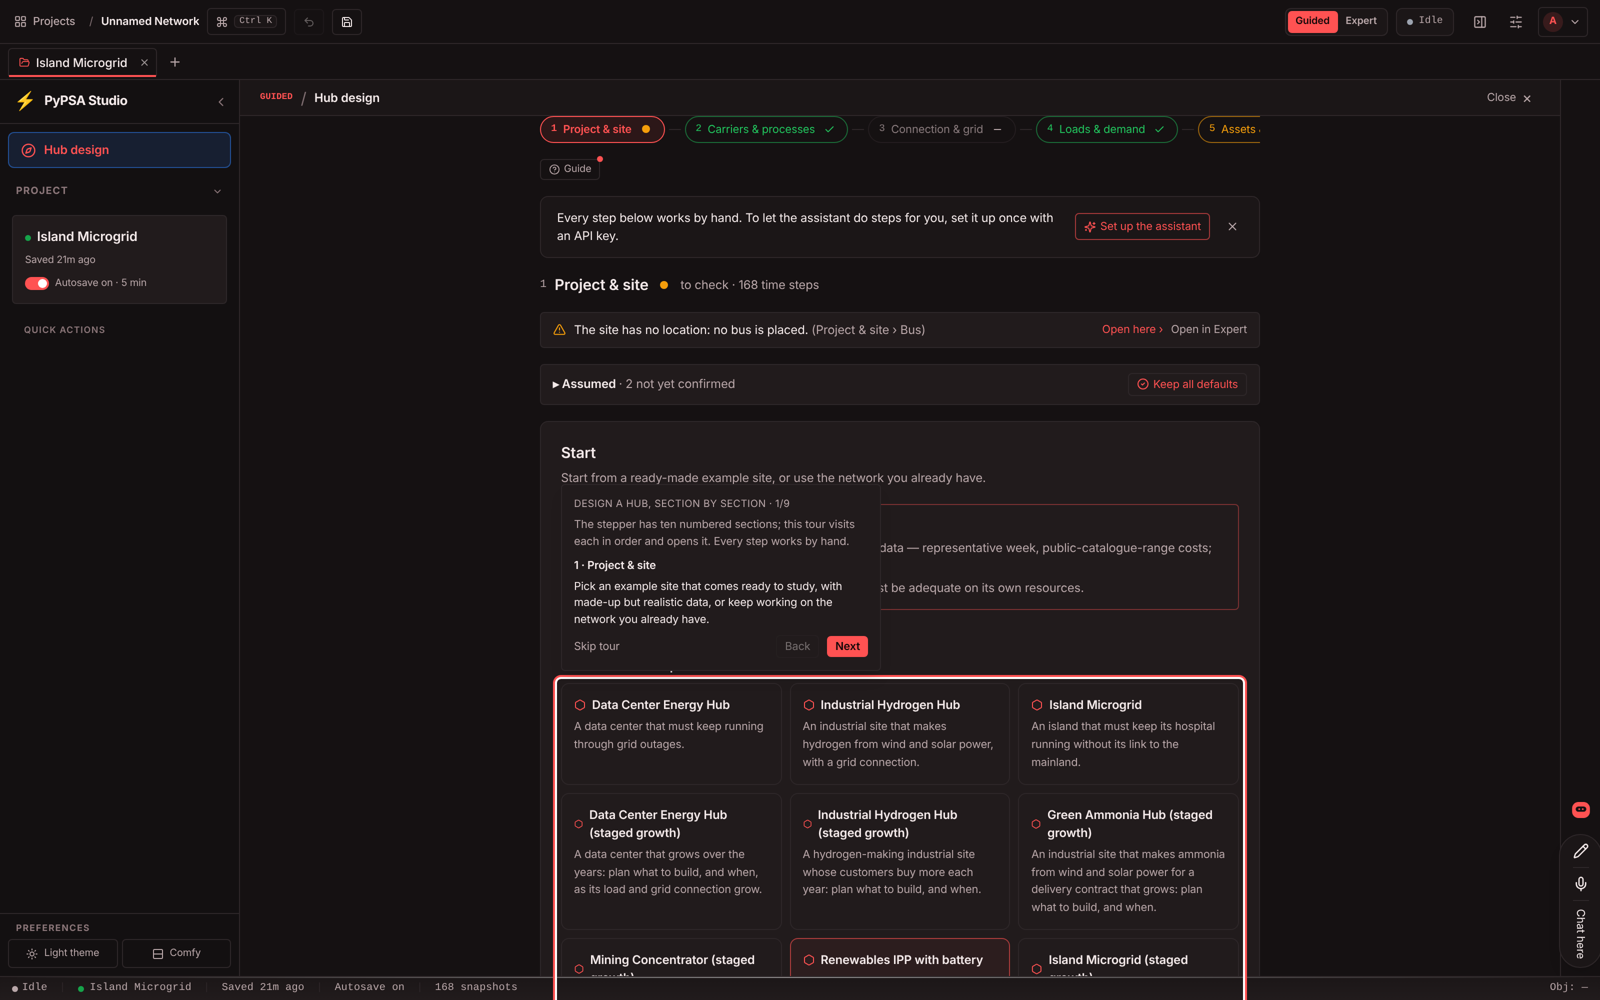 Projects / Unnamed Network Ctrl K
Guided Expert Idle A
Island Microgrid
PyPSA Studio
GUIDED / Hub design
Close
Hub design
PROJECT
Island Microgrid
Saved 21m ago
Autosave on · 5 min
QUICK ACTIONS
1 Project & site
2 Carriers & processes
3 Connection & grid
4 Loads & demand
5 Assets
Guide
Every step below works by hand. To let the assistant do steps for you, set it up once with
an API key.
Set up the assistant
1 Project & site to check · 168 time steps
The site has no location: no bus is placed. (Project & site › Bus)
Open here › Open in Expert
Assumed · 2 not yet confirmed
Keep all defaults
Start
Start from a ready-made example site, or use the network you already have.
DESIGN A HUB, SECTION BY SECTION · 1/9
The stepper has ten numbered sections; this tour visits
each in order and opens it. Every step works by hand.
1 · Project & site
Pick an example site that comes ready to study, with
made-up but realistic data, or keep working on the
network you already have.
Skip tour Back Next
data — representative week, public-catalogue-range costs;
be adequate on its own resources.
Data Center Energy Hub
A data center that must keep running
through grid outages.
Industrial Hydrogen Hub
An industrial site that makes
hydrogen from wind and solar power,
with a grid connection.
Island Microgrid
An island that must keep its hospital
running without its link to the
mainland.
Data Center Energy Hub
(staged growth)
A data center that grows over the
years: plan what to build, and when,
as its load and grid connection grow.
Industrial Hydrogen Hub
(staged growth)
A hydrogen-making industrial site
whose customers buy more each
year: plan what to build, and when.
Green Ammonia Hub (staged
growth)
An industrial site that makes ammonia
from wind and solar power for a
delivery contract that grows: plan
what to build, and when.
Mining Concentrator (staged
Renewables IPP with battery
Island Microgrid (staged
Chat here
PREFERENCES
Light theme
Comfy
Idle Island Microgrid Saved 21m ago Autosave on 168 snapshots
Obj: —